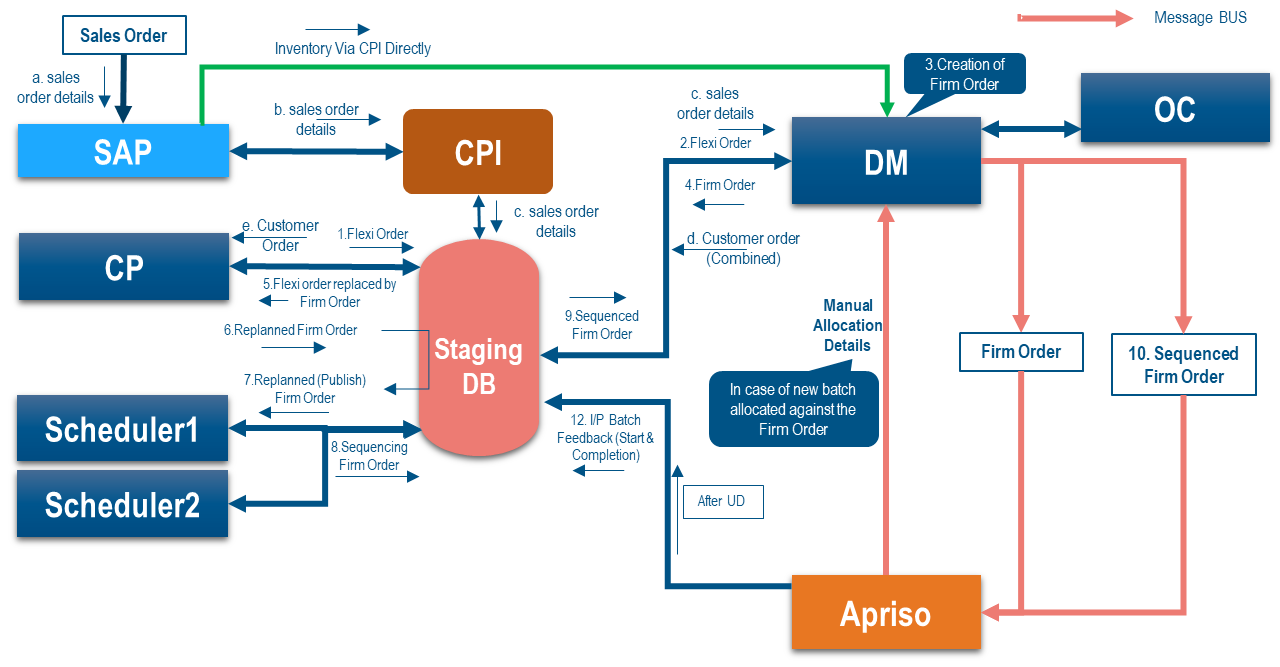 Message BUS
Sales Order
Inventory Via CPI Directly
a. sales
order details
3.Creation of
Firm Order
b. sales order
details
c. sales
order details
OC
SAP
CPI
2.Flexi Order
DM
4.Firm Order
c. sales order
details
e. Customer
Order
1.Flexi Order
d. Customer order
(Combined)
CP
5.Flexi order replaced by
Firm Order
9.Sequenced
Firm Order
Manual
Allocation
Details
6.Replanned Firm Order
Staging
DB
Firm Order
10. Sequenced
Firm Order
7.Replanned (Publish)
Firm Order
In case of new batch
allocated against the
Firm Order
Scheduler1
12. I/P Batch
Feedback (Start &
Completion)
8.Sequencing
Firm Order
Scheduler2
After UD
Apriso